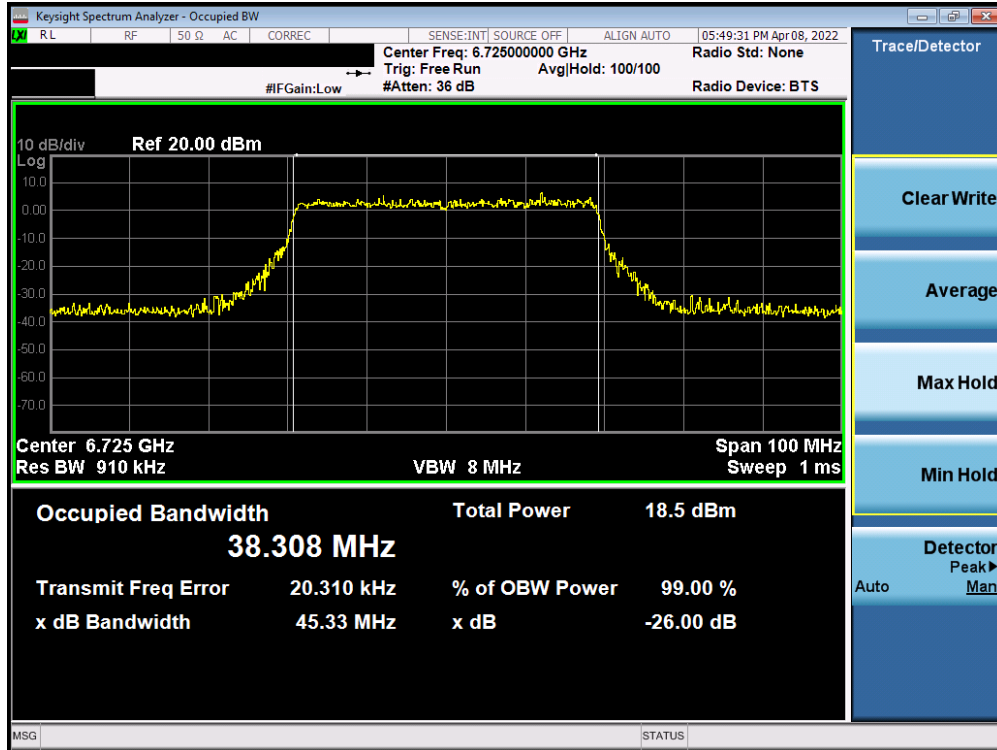 Keysight Spectrum Analyzer - Occupied BW
LXI RL RF 50 Ω AC CORREC SENSE:INT SOURCE OFF ALIGN AUTO 05:49:31 PM Apr 08, 2022
Center Freq: 6.725000000 GHz Radio Std: None
Trig: Free Run Avg|Hold: 100/100
#IFGain:Low #Atten: 36 dB Radio Device: BTS
Trace/Detector
10 dB/div Ref 20.00 dBm
Log
10.0
0.00
-10.0
-20.0
-30.0
-40.0
-50.0
-60.0
-70.0
Center 6.725 GHz Span 100 MHz
Res BW 910 kHz VBW 8 MHz Sweep 1 ms
Occupied Bandwidth Total Power 18.5 dBm
38.308 MHz
Transmit Freq Error 20.310 kHz % of OBW Power 99.00 %
x dB Bandwidth 45.33 MHz x dB -26.00 dB
Clear Write
Average
Max Hold
Min Hold
Detector
Peak▶
Auto Man
MSG STATUS